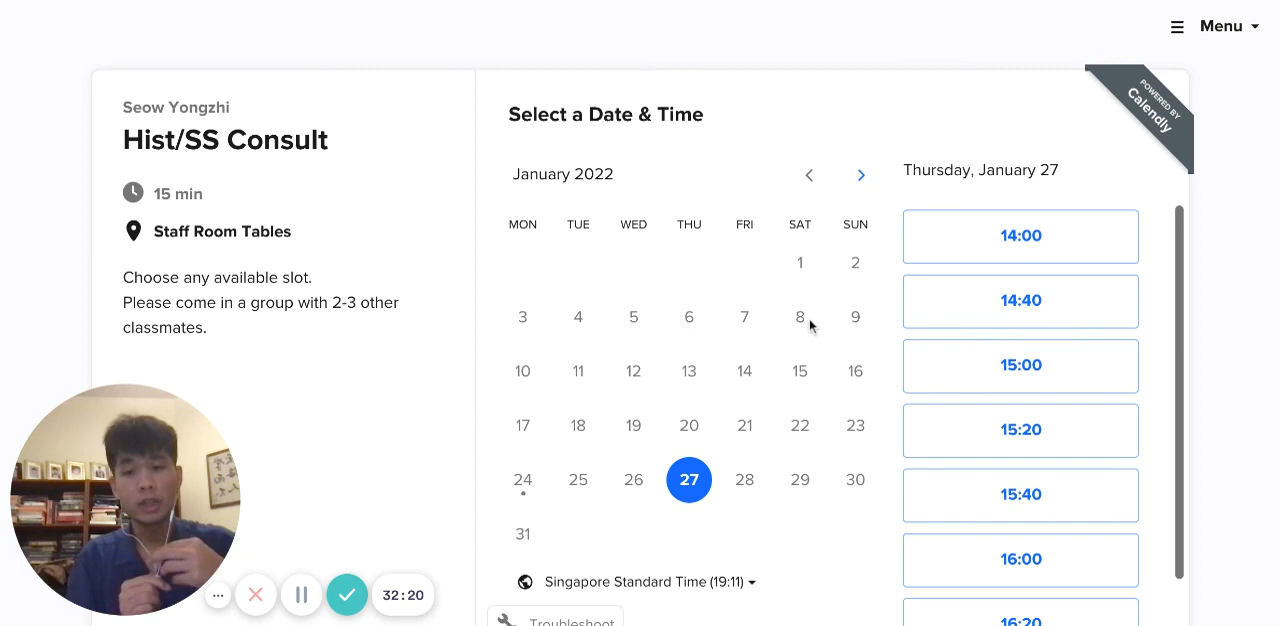 Menu
POWERED BY
Calendly
Seow Yongzhi
Hist/SS Consult
15 min
Staff Room Tables
Choose any available slot.
Please come in a group with 2-3 other
classmates.
Select a Date & Time
January 2022
MON TUE WED THU FRI SAT SUN
1 2
3 4 5 6 7 8 9
10 11 12 13 14 15 16
17 18 19 20 21 22 23
24 25 26 27 28 29 30
31
Singapore Standard Time (19:11)
Troubleshoot
Thursday, January 27
14:00
14:40
15:00
15:20
15:40
16:00
16:20
32:20